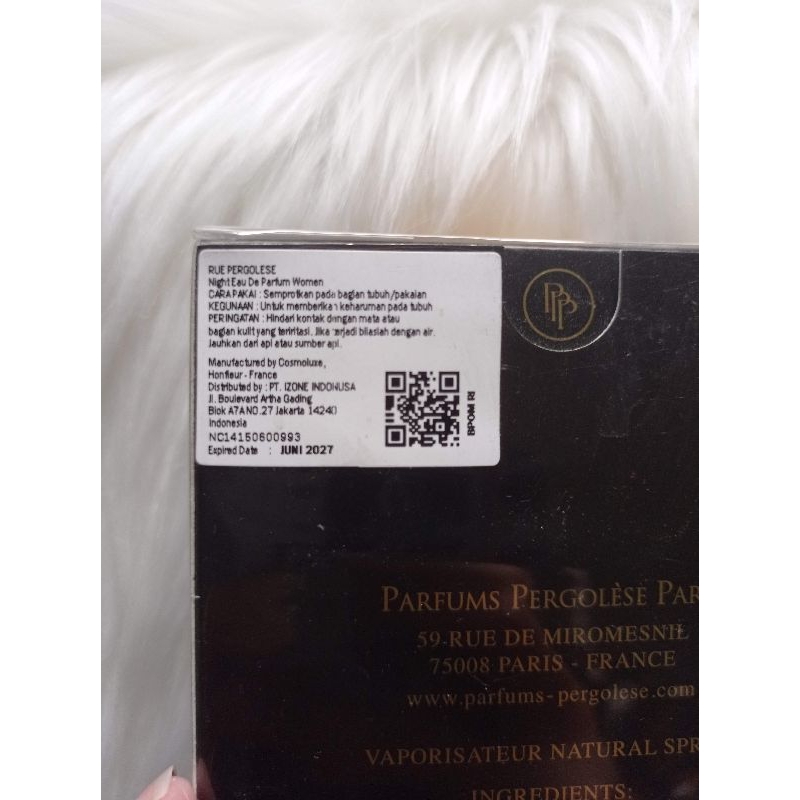 RUE PERGOLESE
Night Eau De Parfum Women
CARA PAKAI : Semprotkan pada bagian tubuh/pakaian
KEGUNAAN : Untuk memberikan keharuman pada tubuh
PERINGATAN : Hindari kontak dengan mata atau
bagian kulit yang teriritasi. Jika terjadi bilaslah dengan air.
Jauhkan dari api atau sumber api.
Manufactured by Cosmoluxe,
Honfleur - France
Distributed by : PT. IZONE INDONUSA
Jl. Boulevard Artha Gading
Blok A7A NO. 27 Jakarta 14240
Indonesia
NC14150600993
Expired Date : JUNI 2027
BPOM RI
PPP
PARFUMS PERGOLÈSE PAR
59-RUE DE MIROMESNIL
75008 PARIS - FRANCE
www.parfums-pergolese.com
VAPORISATEUR NATURAL SPR
INGREDIENTS: